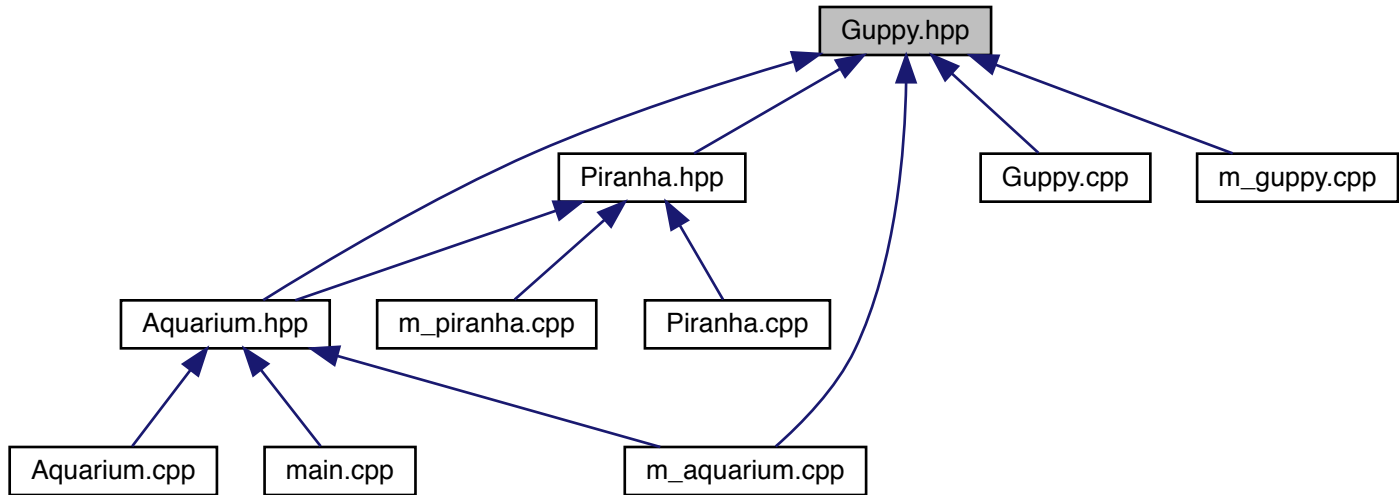 Guppy.hpp
Piranha.hpp
Guppy.cpp
m_guppy.cpp
Aquarium.hpp
m_piranha.cpp
Piranha.cpp
Aquarium.cpp
main.cpp
m_aquarium.cpp